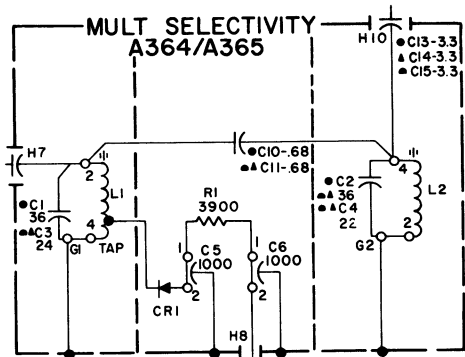 MULT SELECTIVITY
A364/A365
H10
●C13-3.3
▲C14-3.3
◖▲C15-3.3
H7
2
L1
●C10-.68
◖▲C11-.68
4
L2
●C1
36
◖▲C3
24
4
G1
TAP
R1
3900
●C2
▲36
◖▲C4
22
2
G2
1
C5
1000
2
1
C6
1000
2
CR1
H8